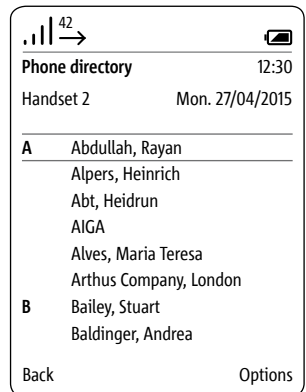 42
Phone directory 12:30
Handset 2 Mon. 27/04/2015
A Abdullah, Rayan
Alpers, Heinrich
Abt, Heidrun
AIGA
Alves, Maria Teresa
Arthus Company, London
B Bailey, Stuart
Baldinger, Andrea
Back Options